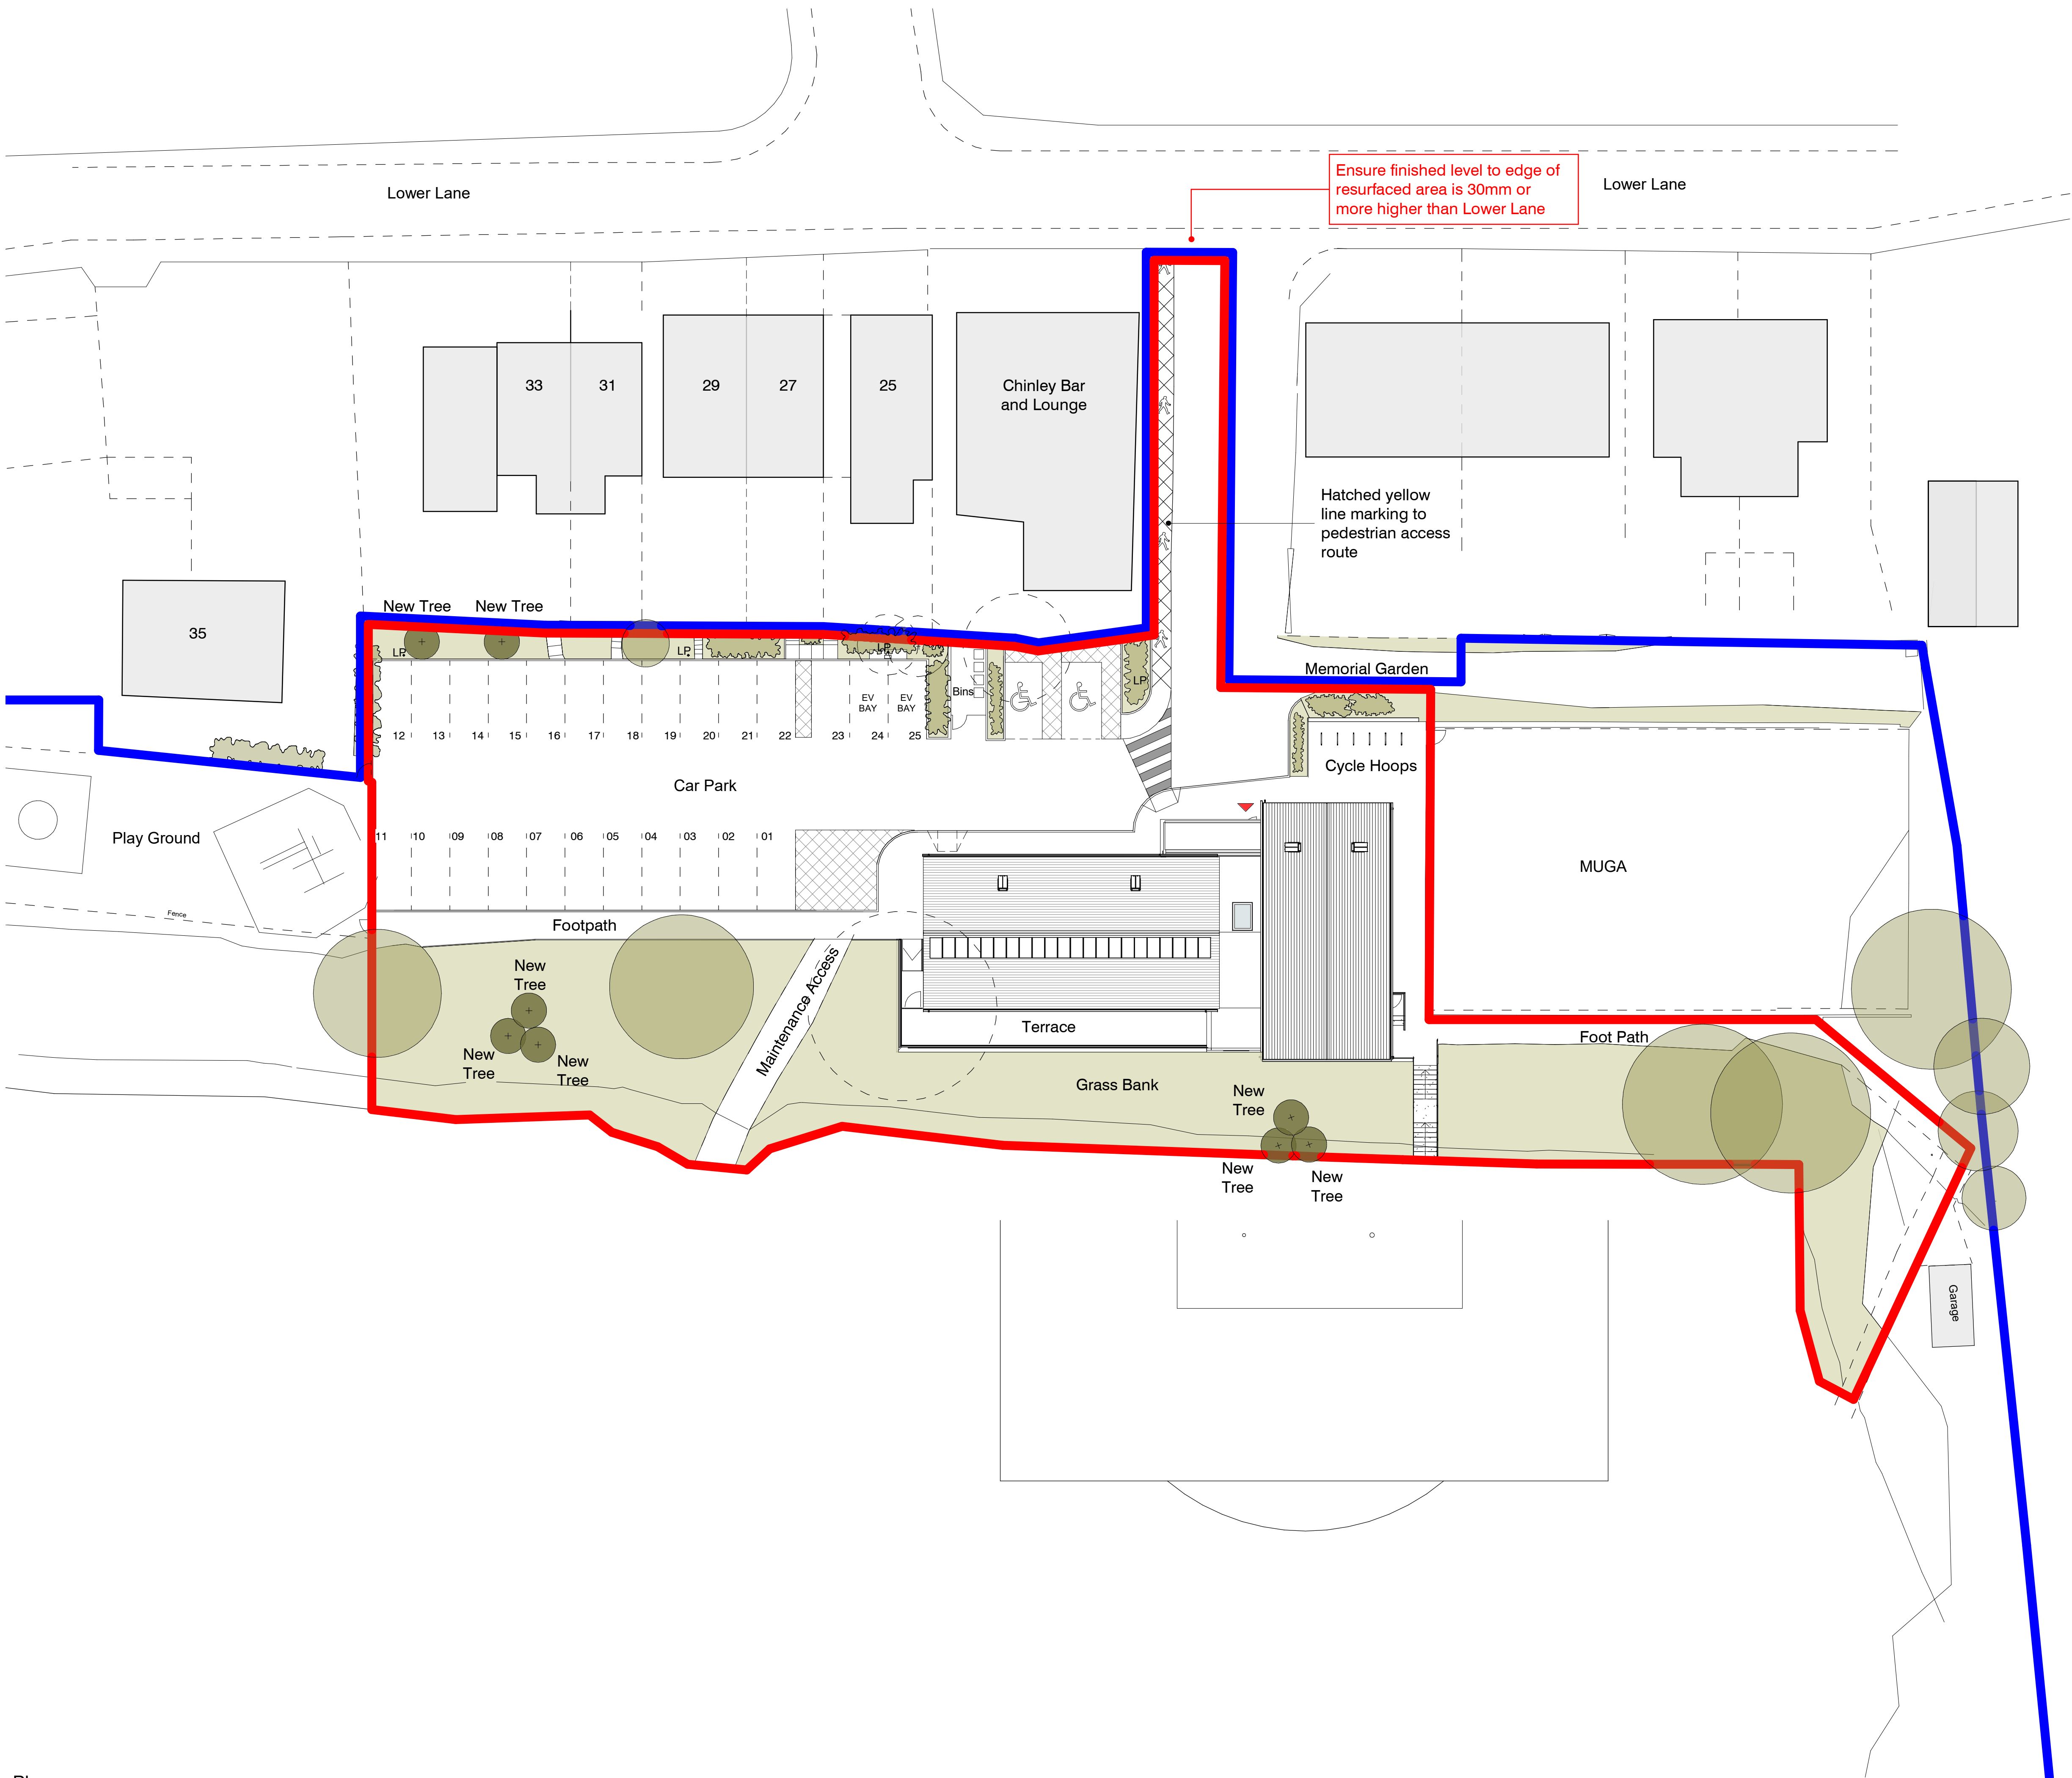 Ensure finished level to edge of
resurfaced area is 30mm or
more higher than Lower Lane
Lower Lane
Lower Lane
33
31
29
27
25
Chinley Bar
and Lounge
Hatched yellow
line marking to
pedestrian access
route
35
New Tree
New Tree
LP
LP
LP
LP
Memorial Garden
Bins
EV
BAY
EV
BAY
12
13
14
15
16
17
18
19
20
21
22
23
24
25
Cycle Hoops
Car Park
Play Ground
11
10
09
08
07
06
05
04
03
02
01
MUGA
Fence
Footpath
Maintenance Access
New
Tree
New
Tree
New
Tree
Terrace
Foot Path
Grass Bank
New
Tree
New
Tree
New
Tree
Garage